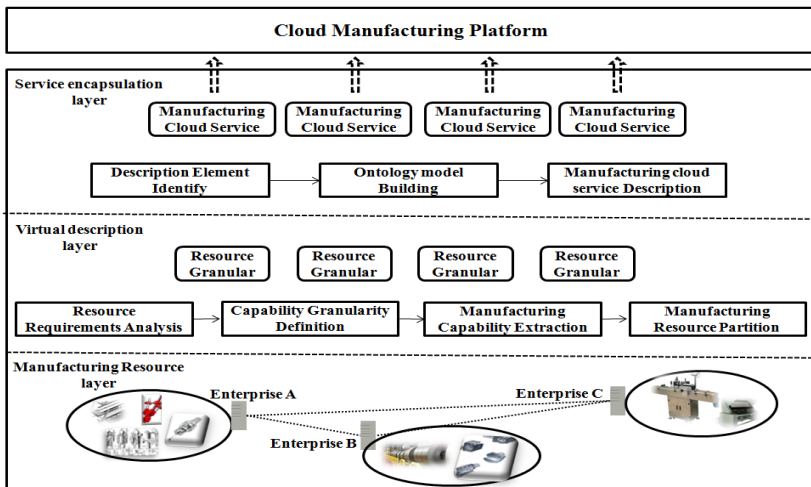 Cloud Manufacturing Platform
Service encapsulation
layer
Manufacturing
Cloud Service
Manufacturing
Cloud Service
Manufacturing
Cloud Service
Manufacturing
Cloud Service
Description Element
Identify
Ontology model
Building
Manufacturing cloud
service Description
Virtual description
layer
Resource
Granular
Resource
Granular
Resource
Granular
Resource
Granular
Resource
Requirements Analysis
Capability Granularity
Definition
Manufacturing
Capability Extraction
Manufacturing
Resource Partition
Manufacturing Resource
layer
Enterprise A
Enterprise B
Enterprise C